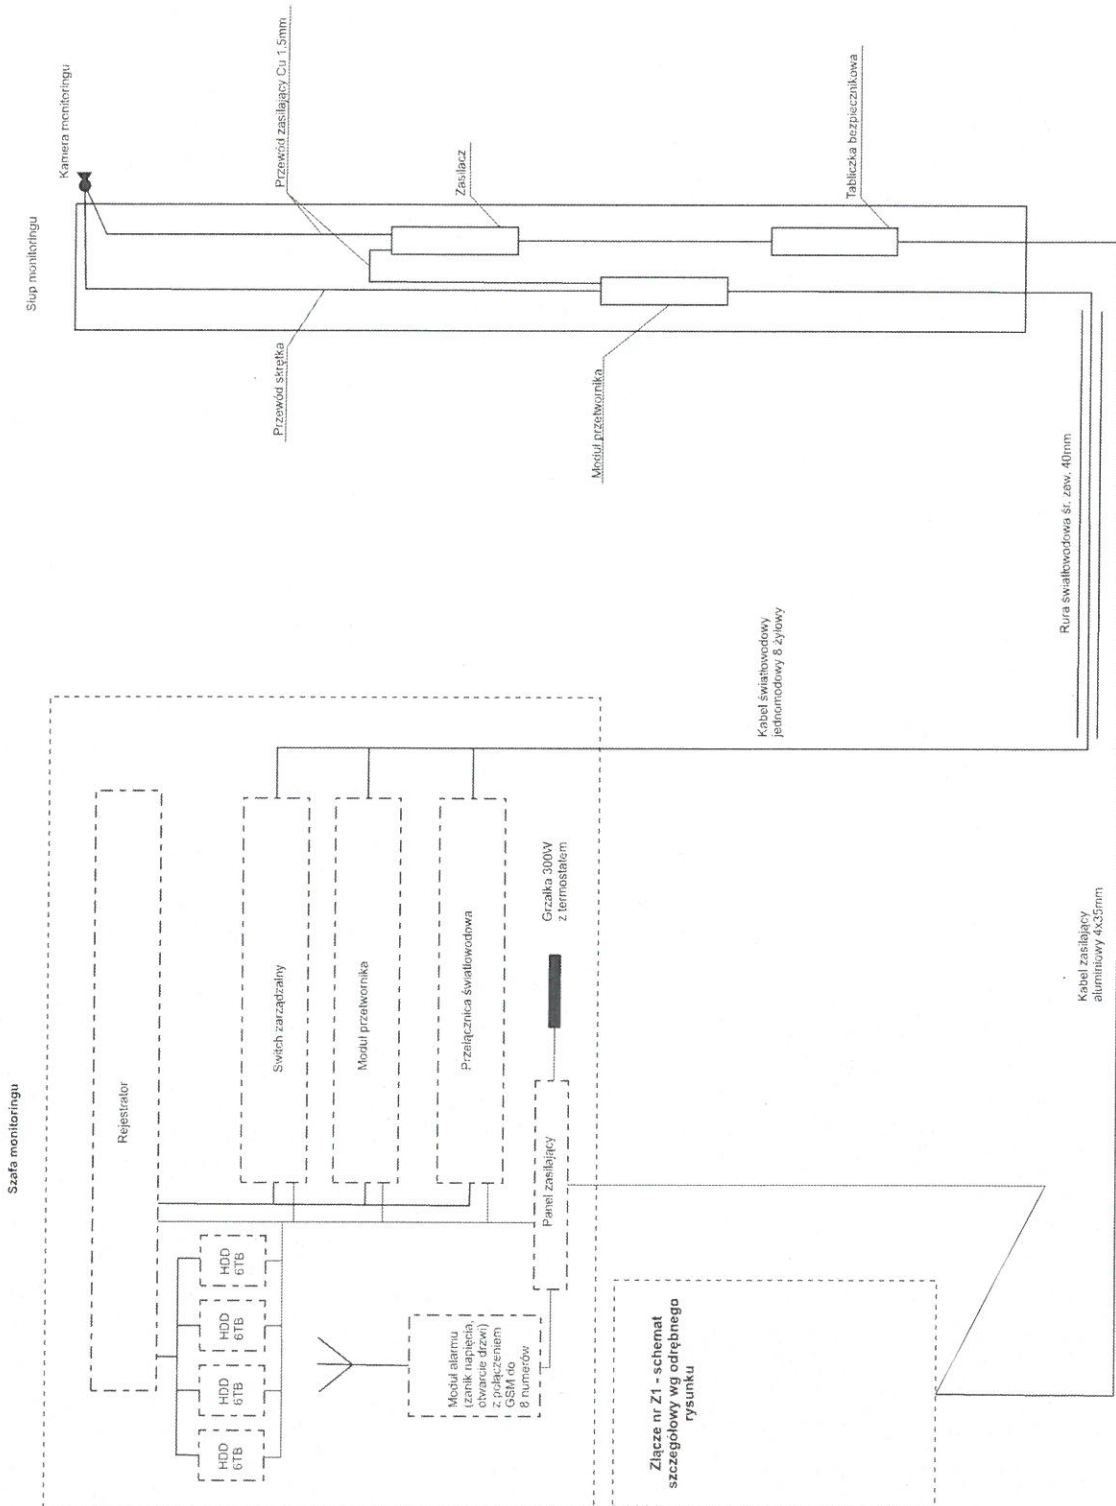 Szafa monitoringu
Rejestrator
HDD
6TB
HDD
6TB
HDD
6TB
HDD
6TB
Switch zarządzalny
Moduł przetwornika
Przełącznica światłowodowa
Moduł alarmu
(zanik napięcia,
otwarcie drzwi)
z połączeniem
GSM do
8 numerów
Panel zasilający
Grzałka 300W
z termostatem
Złącze nr Z1 - schemat
szczegółowy wg odrębnego
rysunku
Kabel światłowodowy
jednomodowy 8 żyłowy
Kabel zasilający
aluminiowy 4x35mm
Rura światłowodowa śr. zew. 40mm
Słup monitoringu
Kamera monitoringu
Przewód skrętka
Przewód zasilający Cu 1,5mm
Zasilacz
Moduł przetwornika
Tabliczka bezpiecznikowa